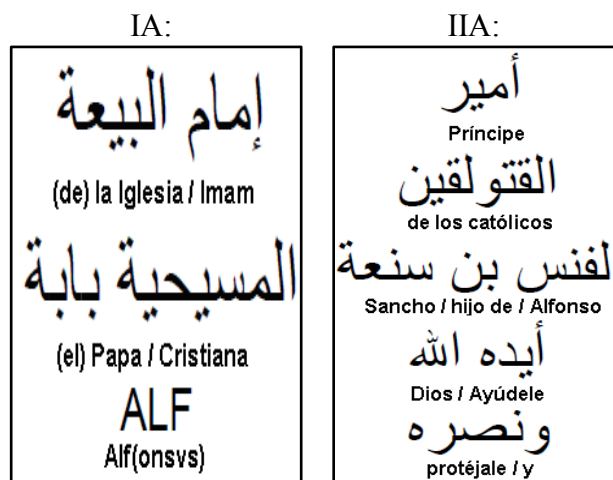 IA:
إمام البيعة
(de) la Iglesia / Imam
المسيحية بابة
(el) Papa / Cristiana
ALF
Alf(onsvs)
IIA:
أمير
Príncipe
القتولقين
de los católicos
لفنس بن سنعة
Sancho / hijo de / Alfonso
أيده الله
Dios / Ayúdele
ونصره
protéjale / y